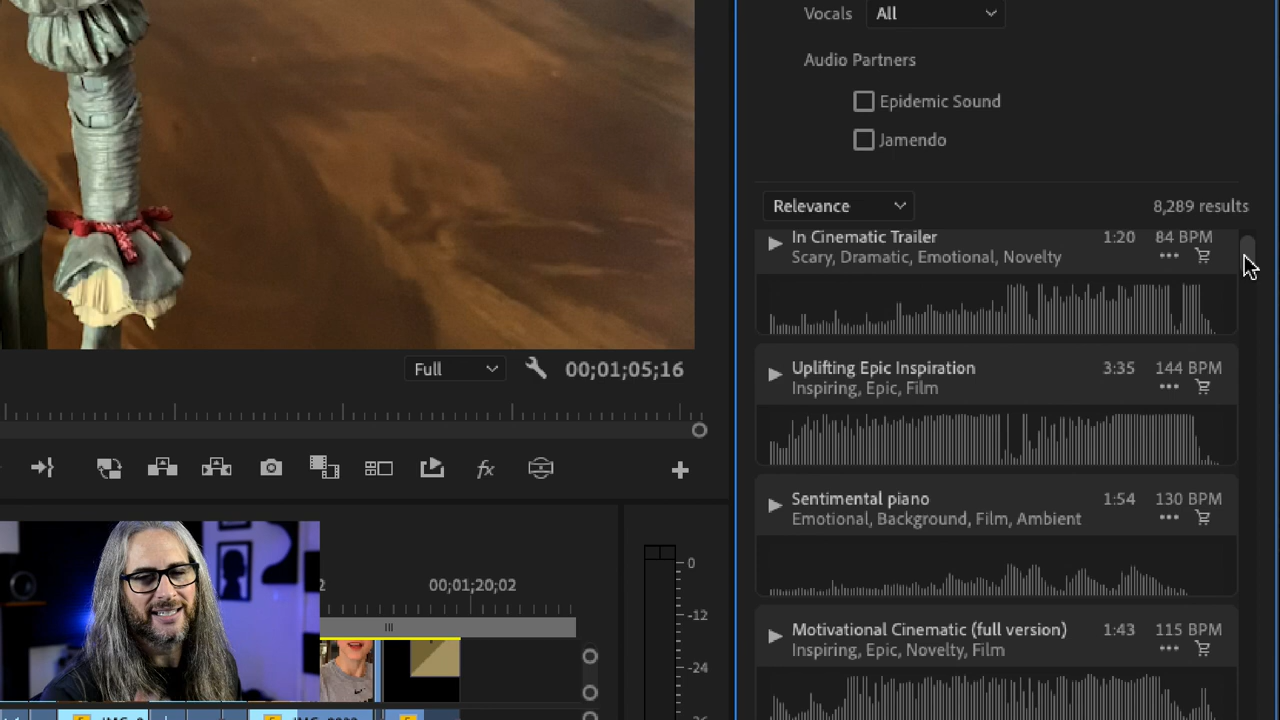 Vocals All
Audio Partners
Epidemic Sound
Jamendo
Relevance 8,289 results
In Cinematic Trailer 1:20 84 BPM
Scary, Dramatic, Emotional, Novelty
Uplifting Epic Inspiration 3:35 144 BPM
Inspiring, Epic, Film
Sentimental piano 1:54 130 BPM
Emotional, Background, Film, Ambient
Motivational Cinematic (full version) 1:43 115 BPM
Inspiring, Epic, Novelty, Film
Full 00;01;05;16
fx
00;01;20;02
0
-12
-24